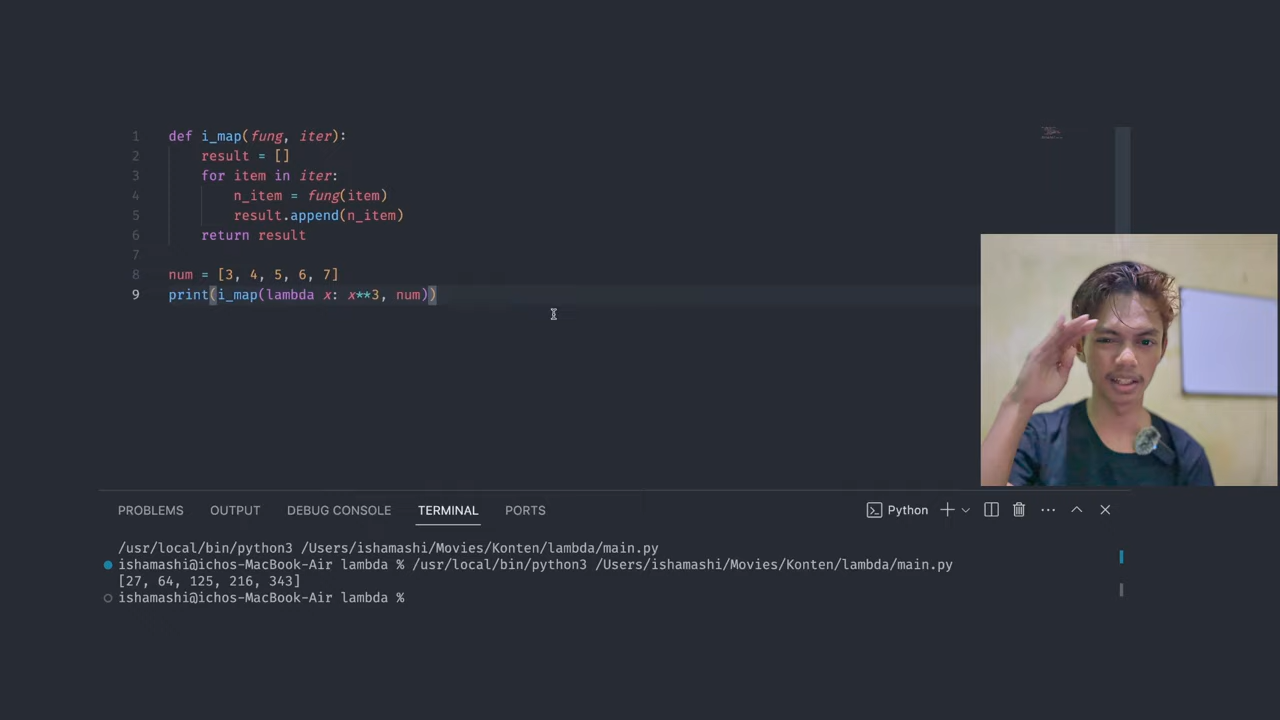 1 def i_map(fung, iter):
2 result = []
3 for item in iter:
4 n_item = fung(item)
5 result.append(n_item)
6 return result
7
8 num = [3, 4, 5, 6, 7]
9 print(i_map(lambda x: x**3, num))
PROBLEMS OUTPUT DEBUG CONSOLE TERMINAL PORTS Python
/usr/local/bin/python3 /Users/ishamashi/Movies/Konten/lambda/main.py
ishamashi@ichos-MacBook-Air lambda % /usr/local/bin/python3 /Users/ishamashi/Movies/Konten/lambda/main.py
[27, 64, 125, 216, 343]
ishamashi@ichos-MacBook-Air lambda %